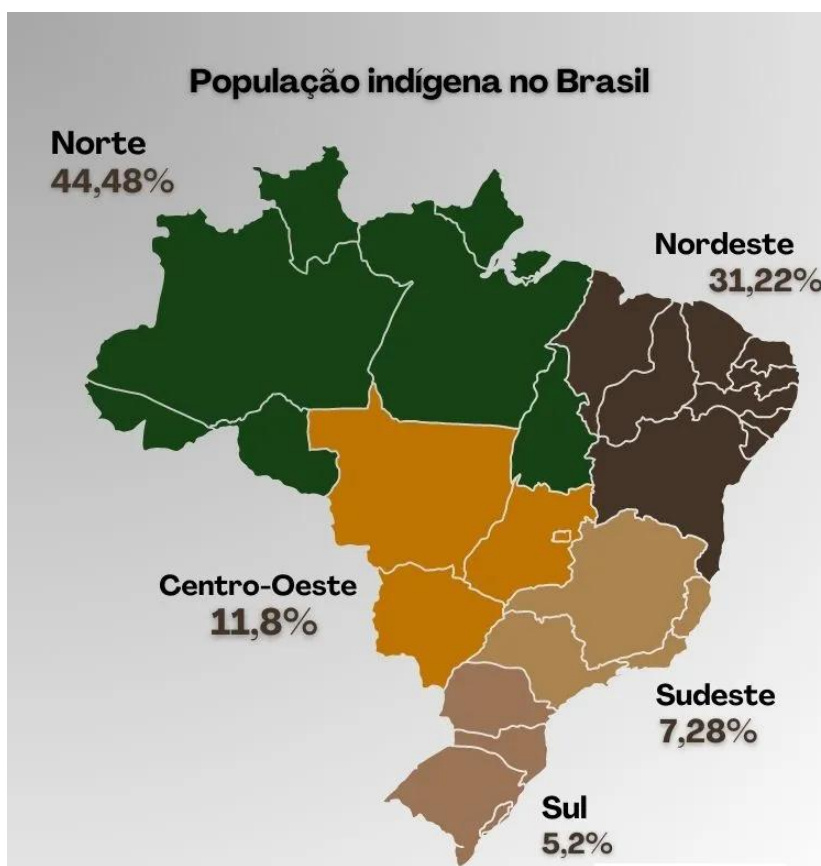 População indígena no Brasil
Norte
44,48%
Nordeste
31,22%
Centro-Oeste
11,8%
Sudeste
7,28%
Sul
5,2%